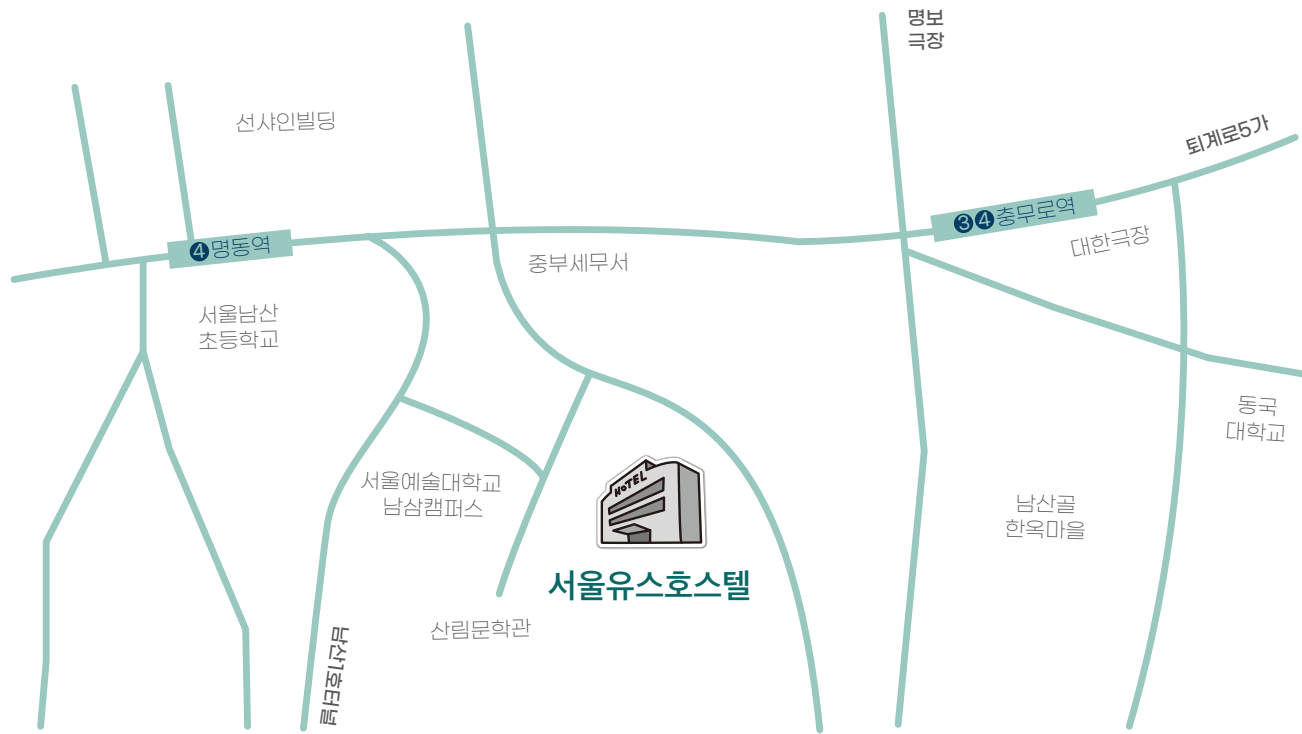 명보
극장
선샤인빌딩
퇴계로5가
❸❹충무로역
❹명동역
대한극장
중부세무서
서울남산
초등학교
동국
대학교
HOTEL
서울예술대학교
남삼캠퍼스
남산골
한옥마을
서울유스호스텔
산림문학관
남산1호터널